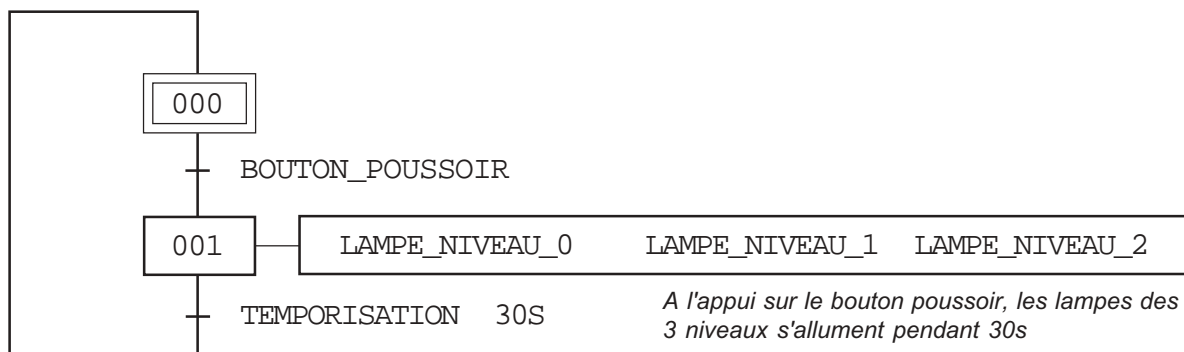 000
BOUTON_POUSSOIR
001 LAMPE_NIVEAU_0 LAMPE_NIVEAU_1 LAMPE_NIVEAU_2
TEMPORISATION 30S
A l'appui sur le bouton poussoir, les lampes des
3 niveaux s'allument pendant 30s